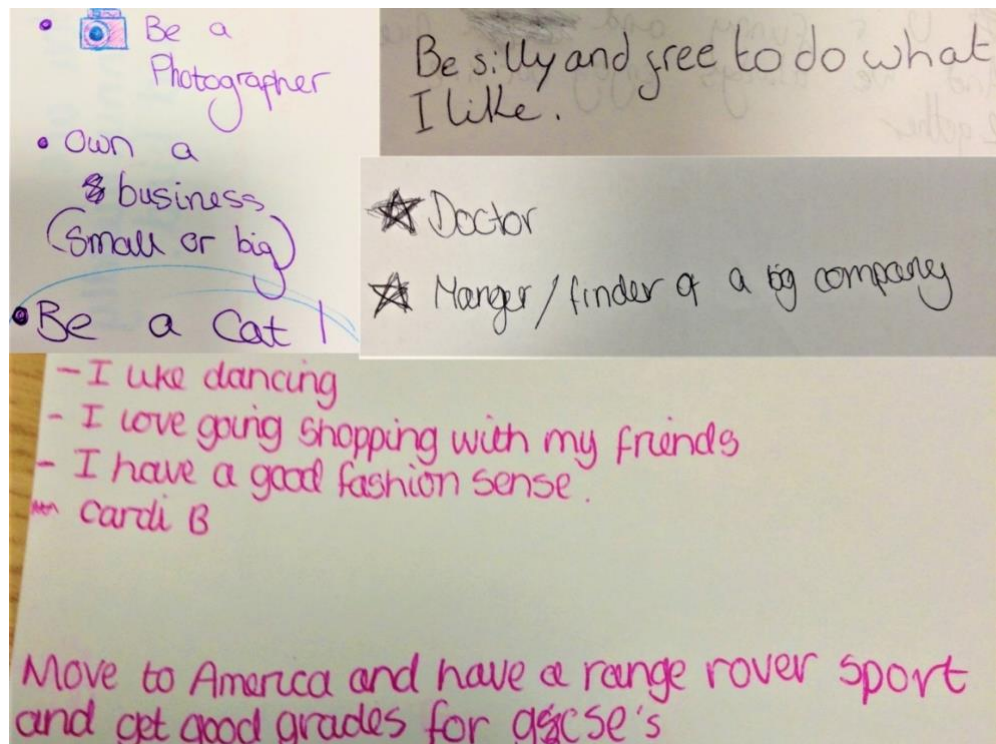 • Be a
Photographer
• Own a
business
(Small or big)
• Be a Cat !
Be silly and free to do what
I like.
Doctor
Manger / finder of a big company
- I like dancing
- I love going shopping with my friends
- I have a good fashion sense.
- Cardi B
Move to America and have a range rover sport
and get good grades for gcse's